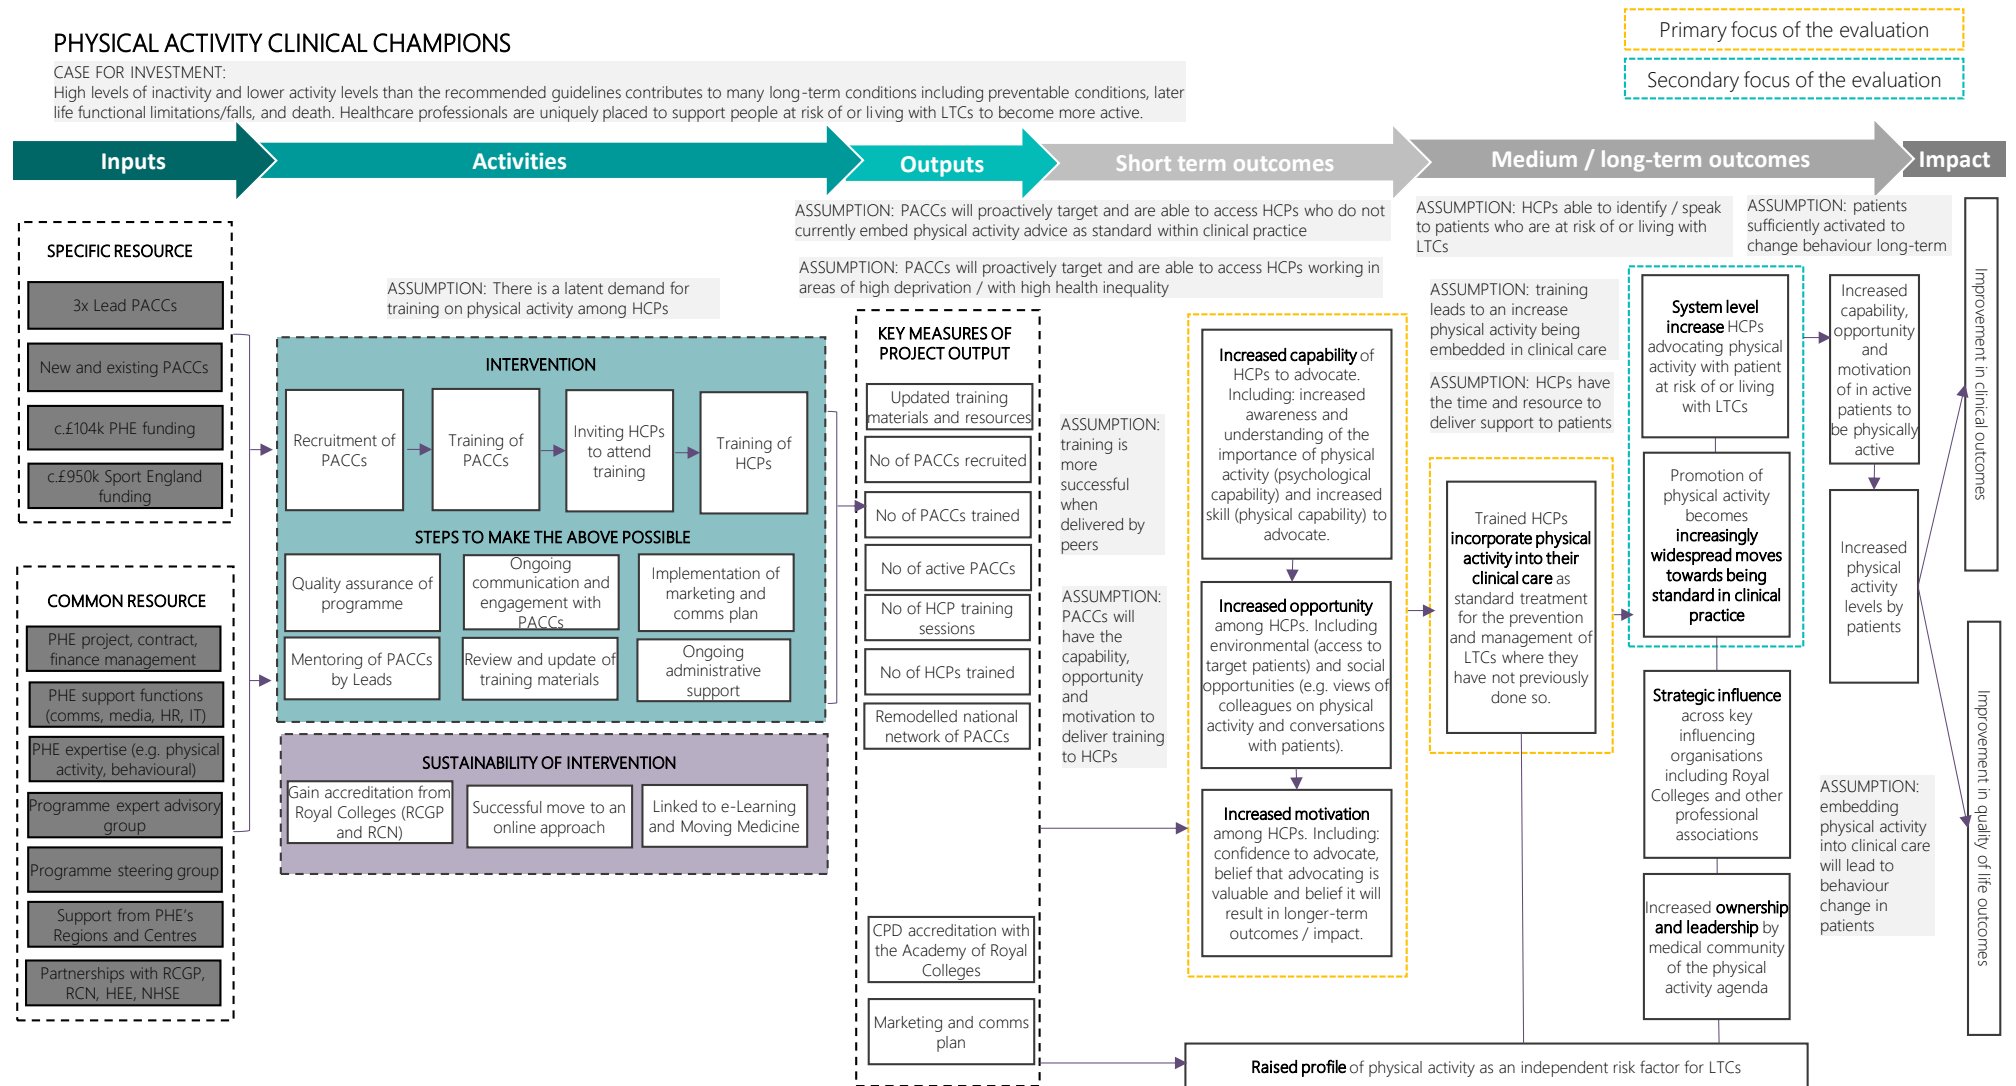 PHYSICAL ACTIVITY CLINICAL CHAMPIONS
CASE FOR INVESTMENT:
High levels of inactivity and lower activity levels than the recommended guidelines contributes to many long-term conditions including preventable conditions, later
life functional limitations/falls, and death. Healthcare professionals are uniquely placed to support people at risk of or living with LTCs to become more active.
Primary focus of the evaluation
Secondary focus of the evaluation
Inputs
Activities
Outputs
Short term outcomes
Medium / long-term outcomes
Impact
SPECIFIC RESOURCE
3x Lead PACCs
New and existing PACCs
c.£104k PHE funding
c.£950k Sport England
funding
COMMON RESOURCE
PHE project, contract,
finance management
PHE support functions
(comms, media, HR, IT)
PHE expertise (e.g. physical
activity, behavioural)
Programme expert advisory
group
Programme steering group
Support from PHE's
Regions and Centres
Partnerships with RCGP,
RCN, HEE, NHSE
ASSUMPTION: There is a latent demand for
training on physical activity among HCPs
INTERVENTION
Recruitment of
PACCs
Training of
PACCs
Inviting HCPs
to attend
training
Training of
HCPs
STEPS TO MAKE THE ABOVE POSSIBLE
Quality assurance of
programme
Ongoing
communication and
engagement with
PACCs
Implementation of
marketing and
comms plan
Mentoring of PACCs
by Leads
Review and update of
training materials
Ongoing
administrative
support
SUSTAINABILITY OF INTERVENTION
Gain accreditation from
Royal Colleges (RCGP
and RCN)
Successful move to an
online approach
Linked to e-Learning
and Moving Medicine
ASSUMPTION: PACCs will proactively target and are able to access HCPs who do not
currently embed physical activity advice as standard within clinical practice
ASSUMPTION: PACCs will proactively target and are able to access HCPs working in
areas of high deprivation / with high health inequality
KEY MEASURES OF
PROJECT OUTPUT
Updated training
materials and resources
No of PACCs recruited
No of PACCs trained
No of active PACCs
No of HCP training
sessions
No of HCPs trained
Remodelled national
network of PACCs
CPD accreditation with
the Academy of Royal
Colleges
Marketing and comms
plan
ASSUMPTION:
training is
more
successful
when
delivered by
peers
ASSUMPTION:
PACCs will
have the
capability,
opportunity
and
motivation to
deliver training
to HCPs
Increased capability of
HCPs to advocate.
Including: increased
awareness and
understanding of the
importance of physical
activity (psychological
capability) and increased
skill (physical capability) to
advocate.
Increased opportunity
among HCPs. Including
environmental (access to
target patients) and social
opportunities (e.g. views of
colleagues on physical
activity and conversations
with patients).
Increased motivation
among HCPs. Including:
confidence to advocate,
belief that advocating is
valuable and belief it will
result in longer-term
outcomes / impact.
ASSUMPTION: HCPs able to identify / speak
to patients who are at risk of or living with
LTCs
ASSUMPTION: training
leads to an increase
physical activity being
embedded in clinical care
ASSUMPTION: HCPs have
the time and resource to
deliver support to patients
Trained HCPs
incorporate physical
activity into their
clinical care as
standard treatment
for the prevention
and management of
LTCs where they
have not previously
done so.
ASSUMPTION: patients
sufficiently activated to
change behaviour long-term
System level
increase HCPs
advocating physical
activity with patient
at risk of or living
with LTCs
Promotion of
physical activity
becomes
increasingly
widespread moves
towards being
standard in clinical
practice
Strategic influence
across key
influencing
organisations
including Royal
Colleges and other
professional
associations
Increased ownership
and leadership by
medical community
of the physical
activity agenda
Raised profile of physical activity as an independent risk factor for LTCs
Increased
capability,
opportunity
and
motivation
of in active
patients to
be physically
active
Increased
physical
activity
levels by
patients
ASSUMPTION:
embedding
physical activity
into clinical care
will lead to
behaviour
change in
patients
Improvement in clinical outcomes
Improvement in quality of life outcomes